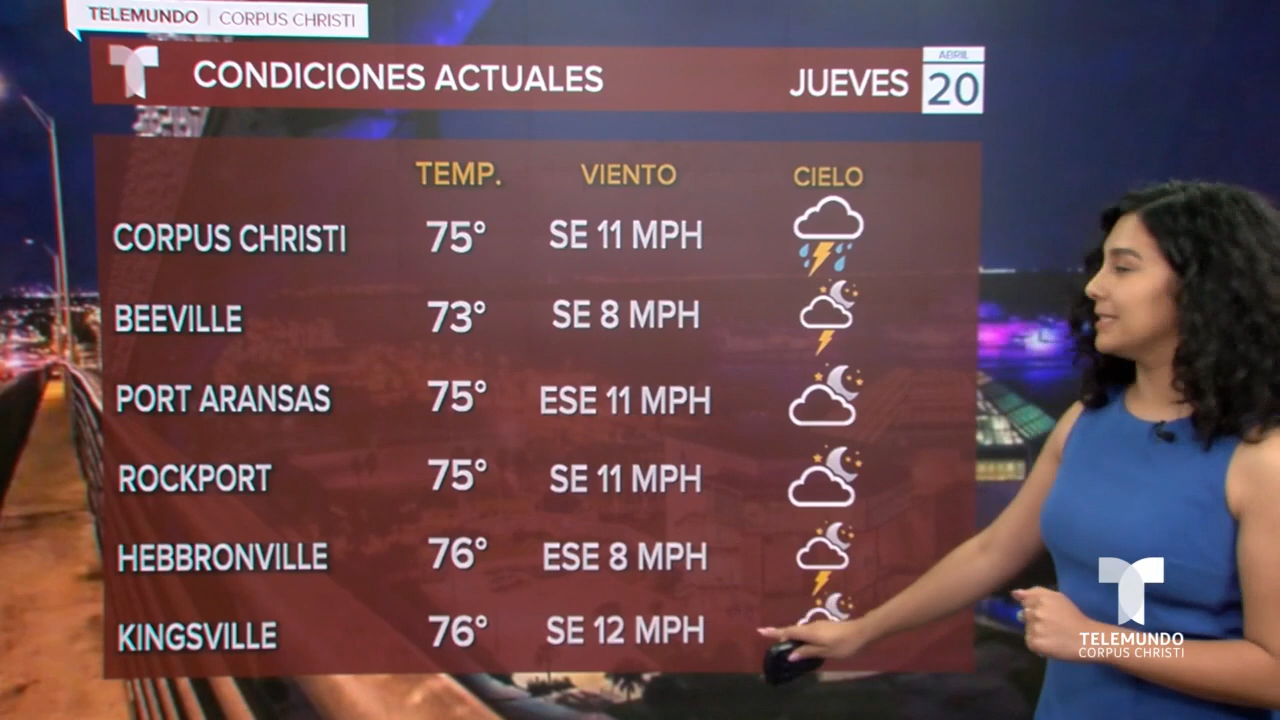 TELEMUNDO | CORPUS CHRISTI
CONDICIONES ACTUALES JUEVES ABRIL 20
TEMP. VIENTO CIELO
CORPUS CHRISTI 75° SE 11 MPH
BEEVILLE 73° SE 8 MPH
PORT ARANSAS 75° ESE 11 MPH
ROCKPORT 75° SE 11 MPH
HEBBRONVILLE 76° ESE 8 MPH
KINGSVILLE 76° SE 12 MPH
TELEMUNDO
CORPUS CHRISTI